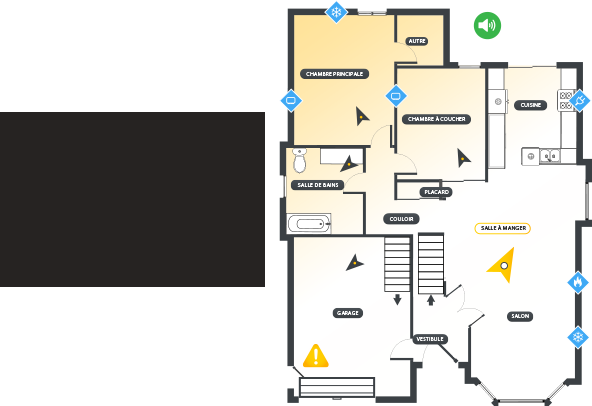 AUTRE
CHAMBRE PRINCIPALE
CUISINE
CHAMBRE À COUCHER
SALLE DE BAINS
PLACARD
COULOIR
SALLE À MANGER
GARAGE
SALON
VESTIBULE